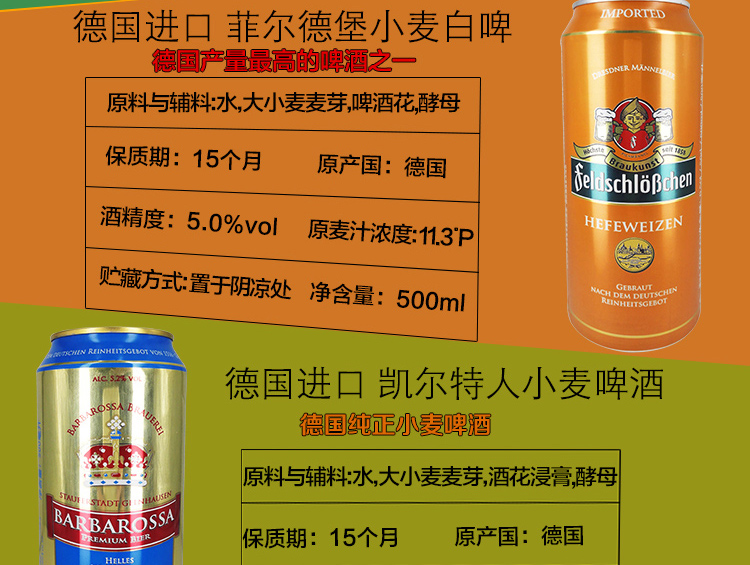 德国进口 菲尔德堡小麦白啤
德国产量最高的啤酒之一
原料与辅料:水,大小麦麦芽,啤酒花,酵母
保质期：15个月 原产国：德国
酒精度：5.0%vol 原麦汁浓度:11.3°P
贮藏方式:置于阴凉处 净含量：500ml
IMPORTED
DRESDNER MÄNNERSACHE
Höchste Braukunst seit 1858
Feldschlößchen
HEFEWEIZEN
GEBRAUT
NACH DEM DEUTSCHEN
REINHEITSGEBOT
德国进口 凯尔特人小麦啤酒
德国纯正小麦啤酒
原料与辅料:水,大小麦麦芽,酒花浸膏,酵母
保质期：15个月 原产国：德国
DEUTSCHEN REINHEITSGEBOT VON
ALC. 5,2% VOL
BARBAROSSA BRAUEREI
STAUFERSTADT GELNHAUSEN
BARBAROSSA
PREMIUM BIER
HELLES